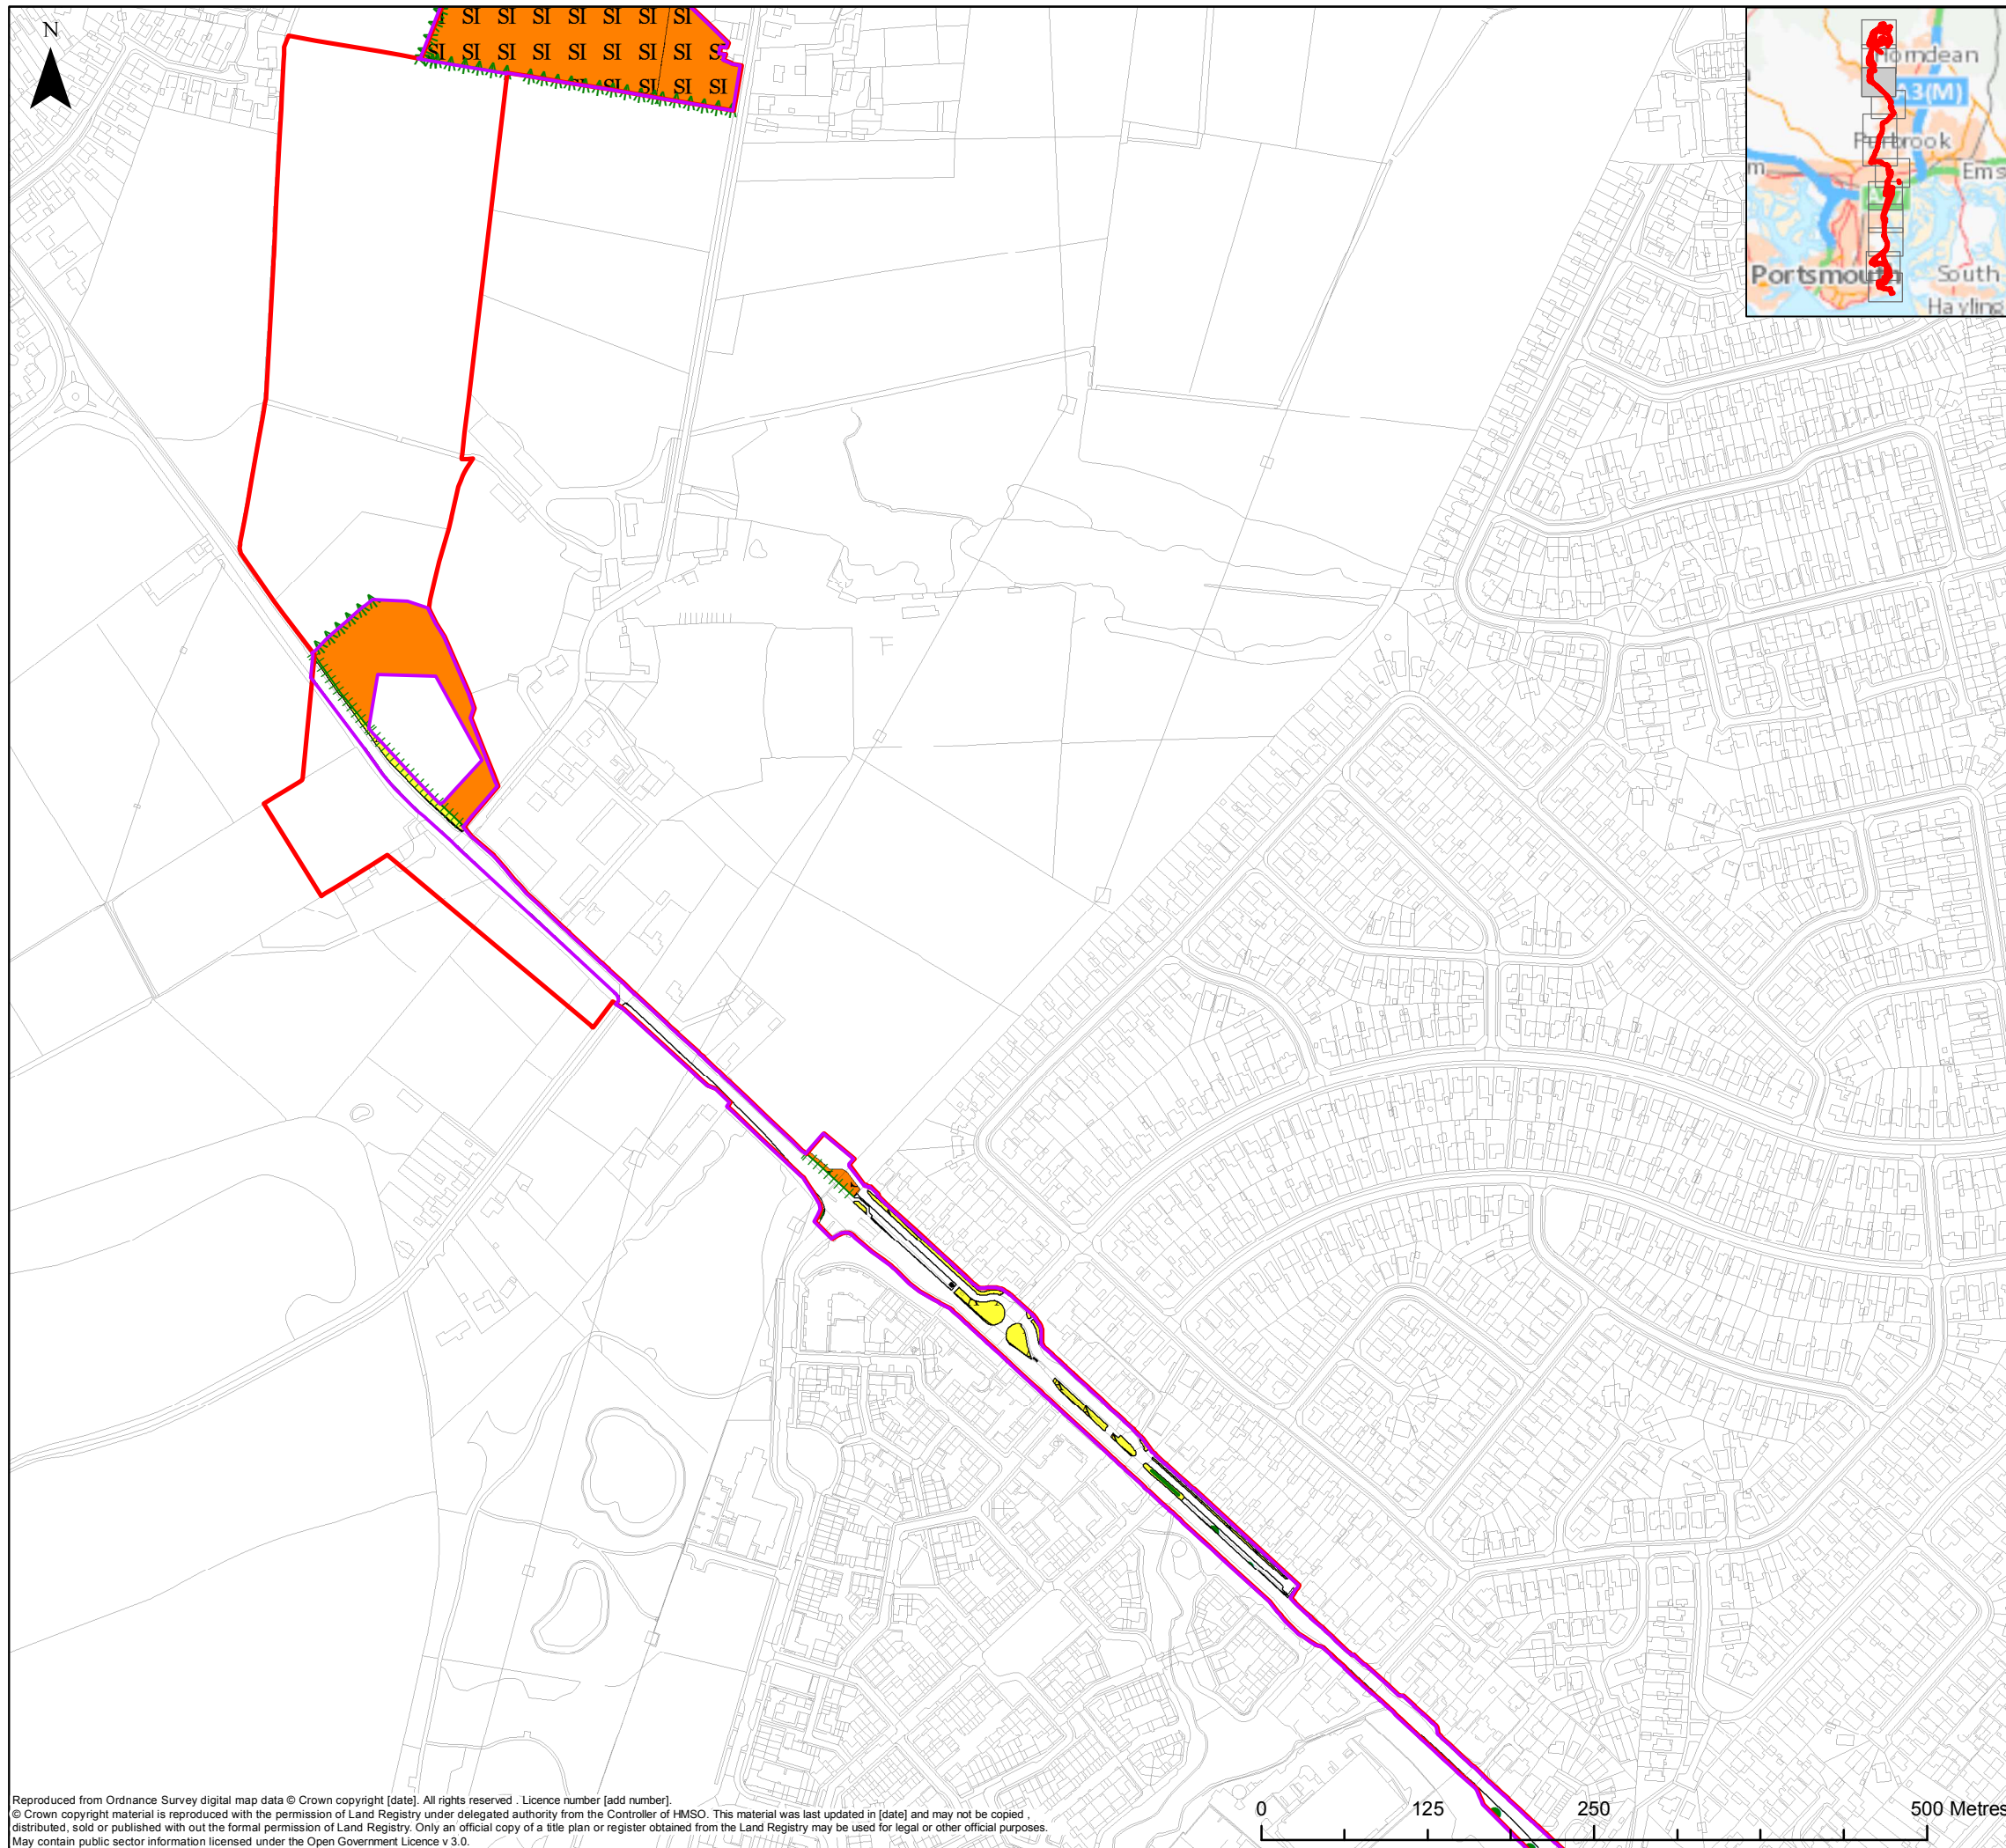 N
SI SI SI SI SI SI SI
SI SI SI SI SI SI SI SI
SI SI SI SI
Horndean
A3(M)
Purbrook
m
Ems
Portsmouth
South
Hayling
Reproduced from Ordnance Survey digital map data © Crown copyright [date]. All rights reserved . Licence number [add number].
© Crown copyright material is reproduced with the permission of Land Registry under delegated authority from the Controller of HMSO. This material was last updated in [date] and may not be copied ,
distributed, sold or published with out the formal permission of Land Registry. Only an official copy of a title plan or register obtained from the Land Registry may be used for legal or other official purposes.
May contain public sector information licensed under the Open Government Licence v 3.0.
0 125 250 500 Metres